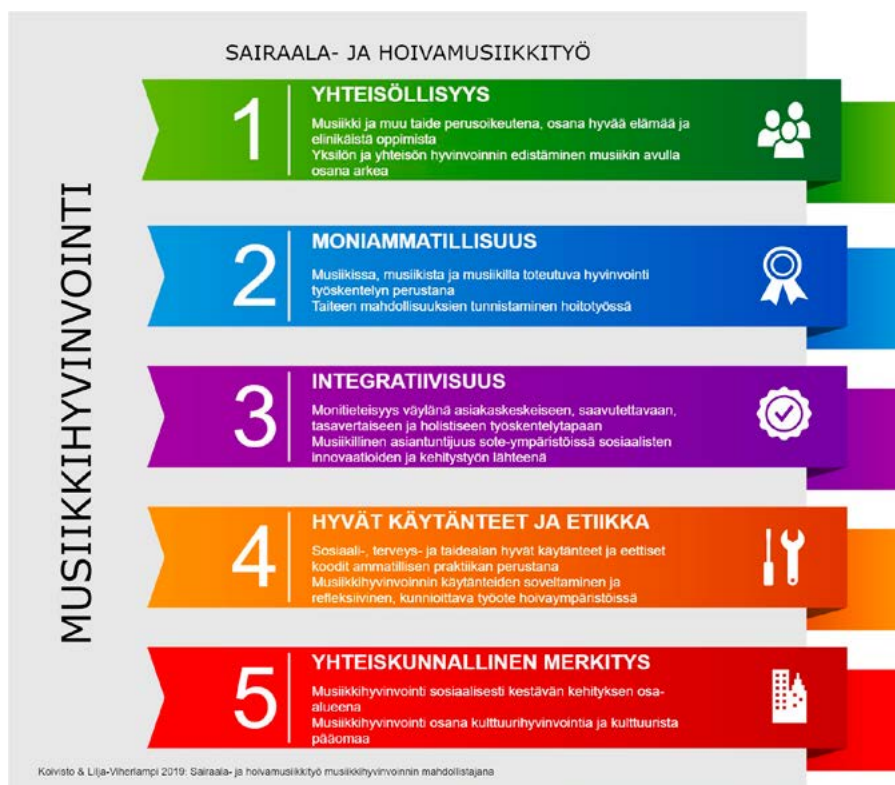 SAIRAALA- JA HOIVAMUSIIKKITYÖ
MUSIIKKIHYVINVOINTI
1
YHTEISÖLLISYYS
Musiikki ja muu taide perusoikeutena, osana hyvää elämää ja
elinikäistä oppimista
Yksilön ja yhteisön hyvinvoinnin edistäminen musiikin avulla
osana arkea
2
MONIAMMATILLISUUS
Musiikissa, musiikista ja musiikilla toteutuva hyvinvointi
työskentelyn perustana
Taiteen mahdollisuuksien tunnistaminen hoitotyössä
3
INTEGRATIIVISUUS
Monitieteisyys väylänä asiakaskeskeiseen, saavutettavaan,
tasavertaiseen ja holistiseen työskentelytapaan
Musiikillinen asiantuntijuus sote-ympäristöissä sosiaalisten
innovaatioiden ja kehitystyön lähteenä
4
HYVÄT KÄYTÄNTEET JA ETIIKKA
Sosiaali-, terveys- ja taidealan hyvät käytänteet ja eettiset
koodit ammatillisen praktiikan perustana
Musiikkihyvinvoinnin käytänteiden soveltaminen ja
refleksiivinen, kunnioittava työote hoivaympäristöissä
5
YHTEISKUNNALLINEN MERKITYS
Musiikkihyvinvointi sosiaalisesti kestävän kehityksen osa-
alueena
Musiikkihyvinvointi osana kulttuurihyvinvointia ja kulttuurista
pääomaa
Koivisto & Lilja-Viherlampi 2019: Sairaala- ja hoivamusiikkityö musiikkihyvinvoinnin mahdollistajana